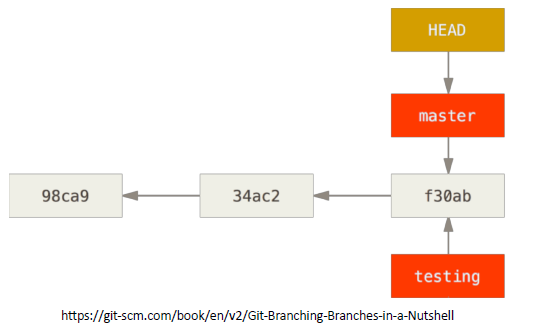 HEAD
master
98ca9 34ac2 f30ab
testing
https://git-scm.com/book/en/v2/Git-Branching-Branches-in-a-Nutshell